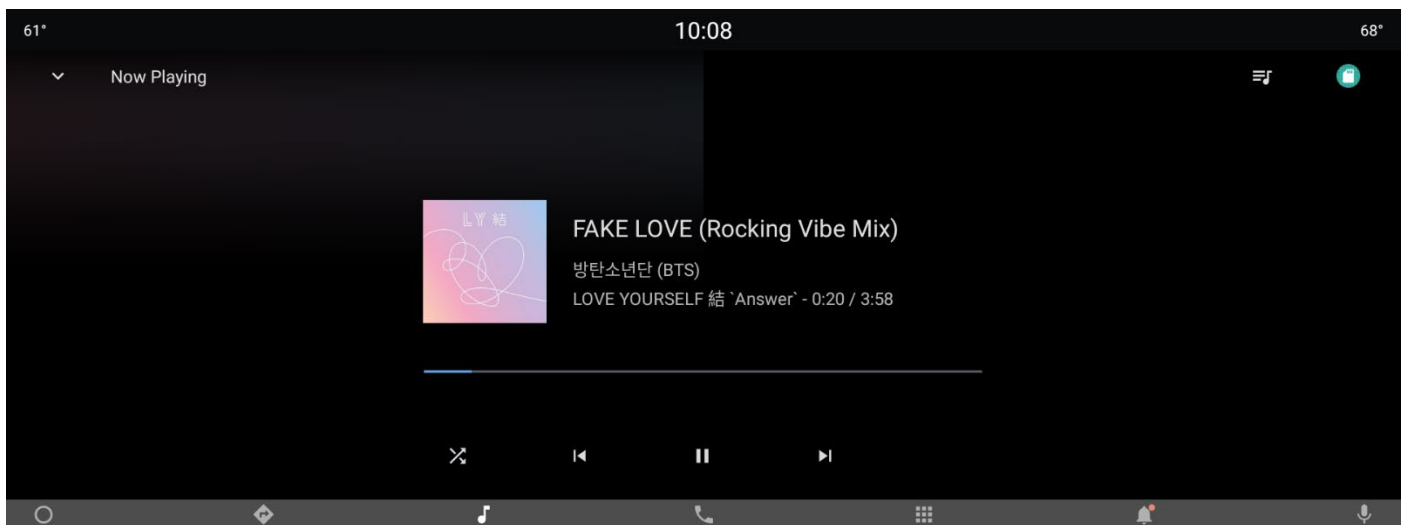 61°
10:08
68°
Now Playing
LY 結
FAKE LOVE (Rocking Vibe Mix)
방탄소년단 (BTS)
LOVE YOURSELF 結 `Answer` - 0:20 / 3:58